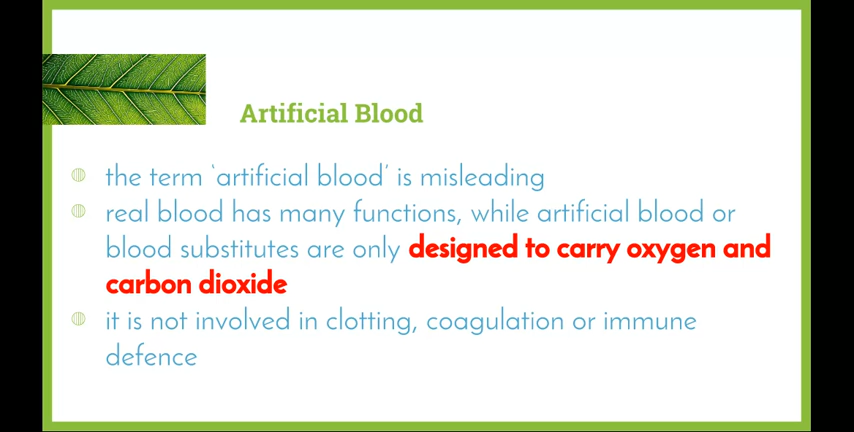 Artificial Blood
the term ‛artificial blood’ is misleading
real blood has many functions, while artificial blood or
blood substitutes are only designed to carry oxygen and
carbon dioxide
it is not involved in clotting, coagulation or immune
defence